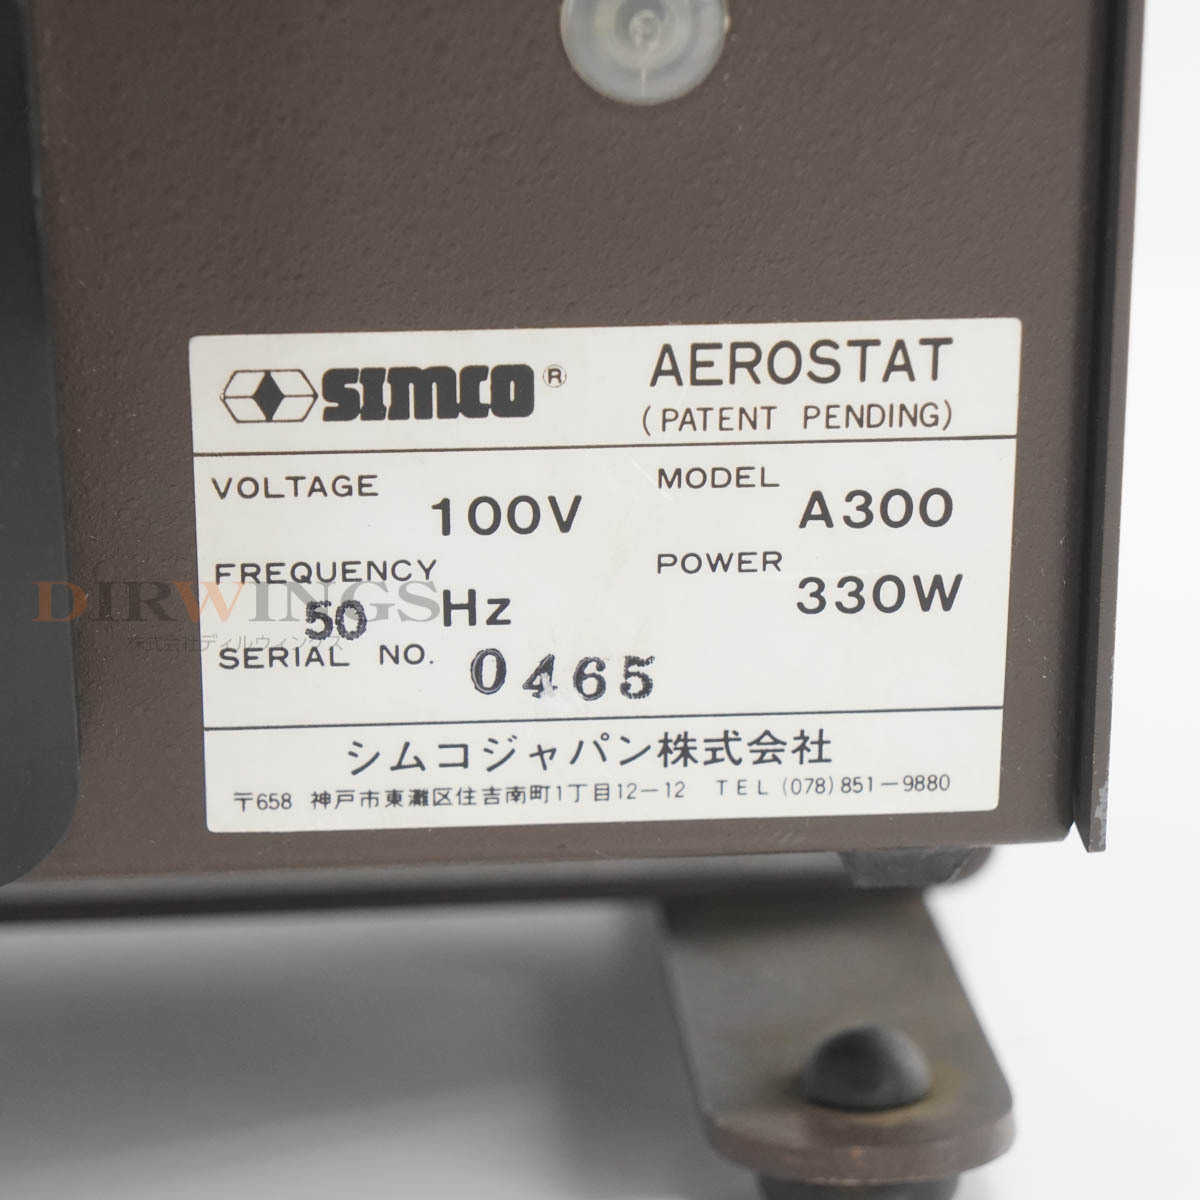 SIMCO® AEROSTAT
(PATENT PENDING)
VOLTAGE 100V MODEL A300
FREQUENCY 50 Hz POWER 330W
SERIAL NO. 0465
シムコジャパン株式会社
〒658 神戸市東灘区住吉南町1丁目12-12 TEL (078) 851-9880
DIRWINGS
株式会社ディルウィングス